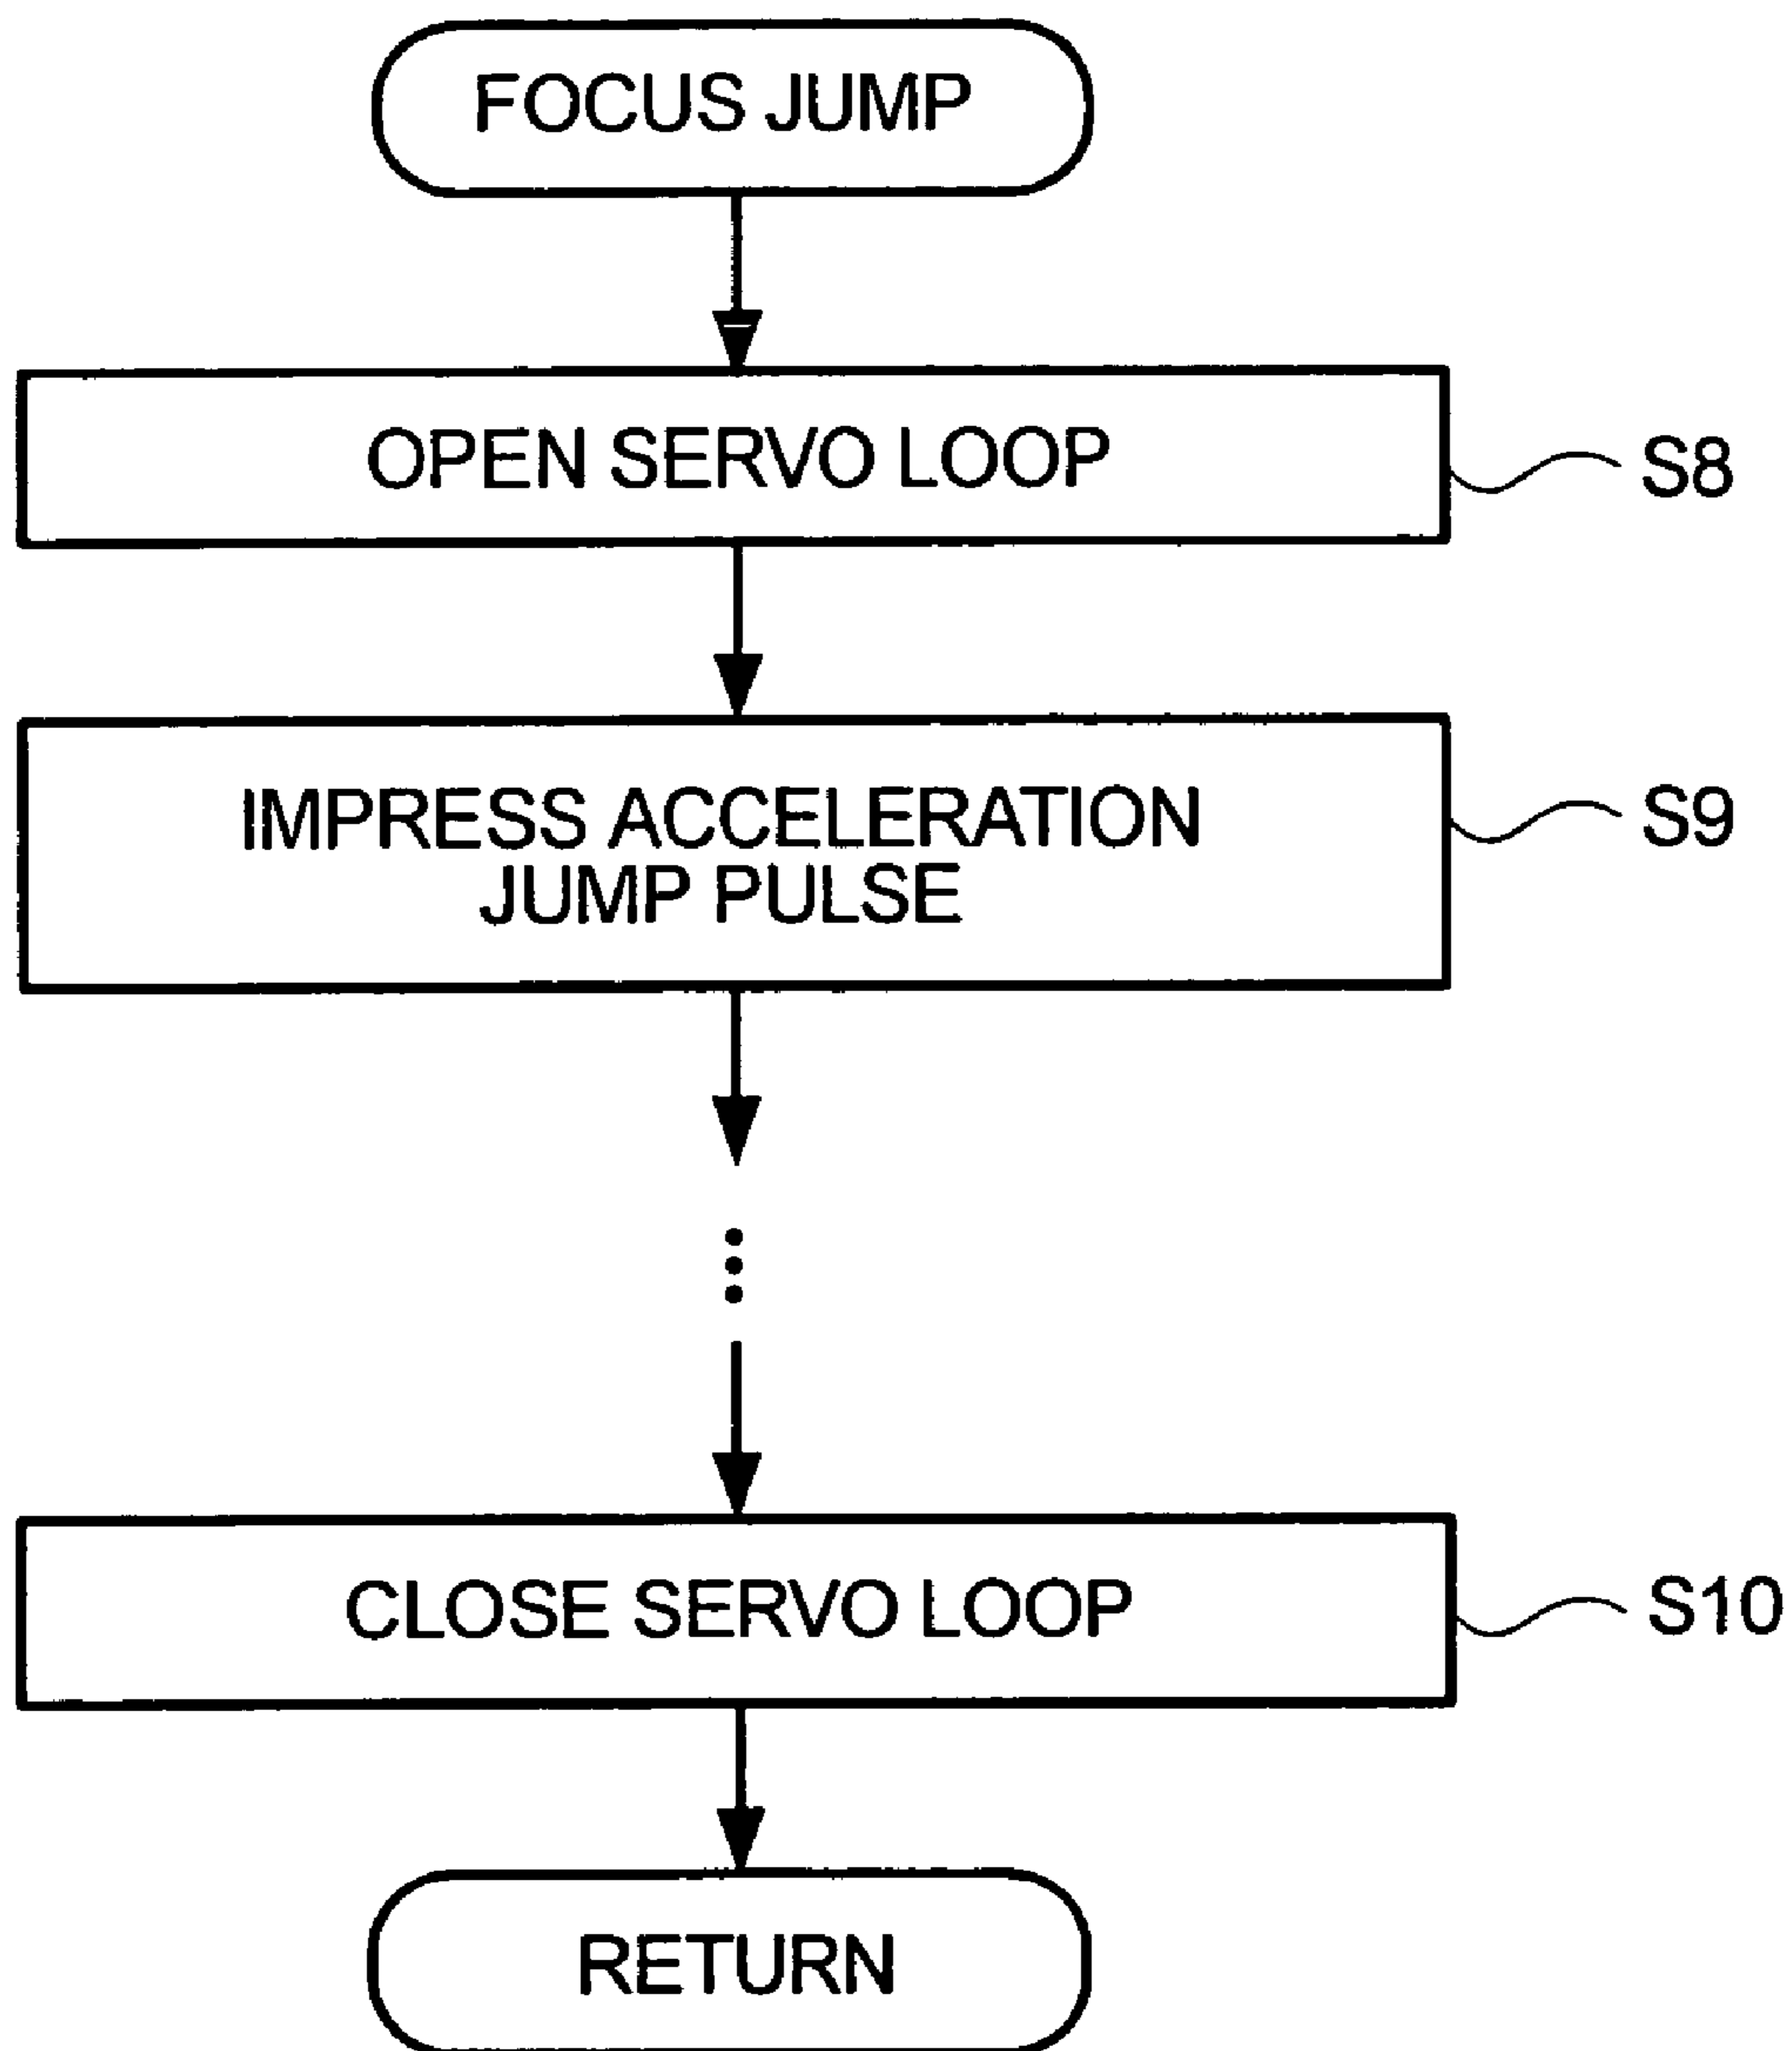 FOCUS JUMP
OPEN SERVO LOOP
S8
IMPRESS ACCELERATION
JUMP PULSE
S9
CLOSE SERVO LOOP
S10
RETURN